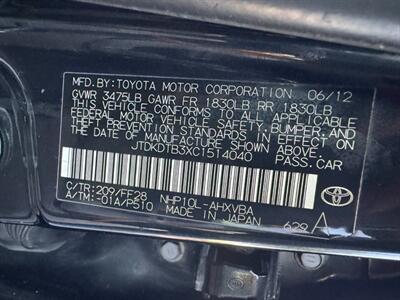 MFD.BY:TOYOTA MOTOR CORPORATION 06/12
GVWR 3475LB GAWR FR 1830LB RR 1830LB
THIS VEHICLE CONFORMS TO ALL APPLICABLE
FEDERAL MOTOR VEHICLE SAFETY, BUMPER, AND
THEFT PREVENTION STANDARDS IN EFFECT ON
THE DATE OF MANUFACTURE SHOWN ABOVE.
JTDKDTB3XC1514040 PASS.CAR
C/TR:209/FF28 NHP10L-AHXVBA
A/TM:-01A/P510 MADE IN JAPAN 629 A